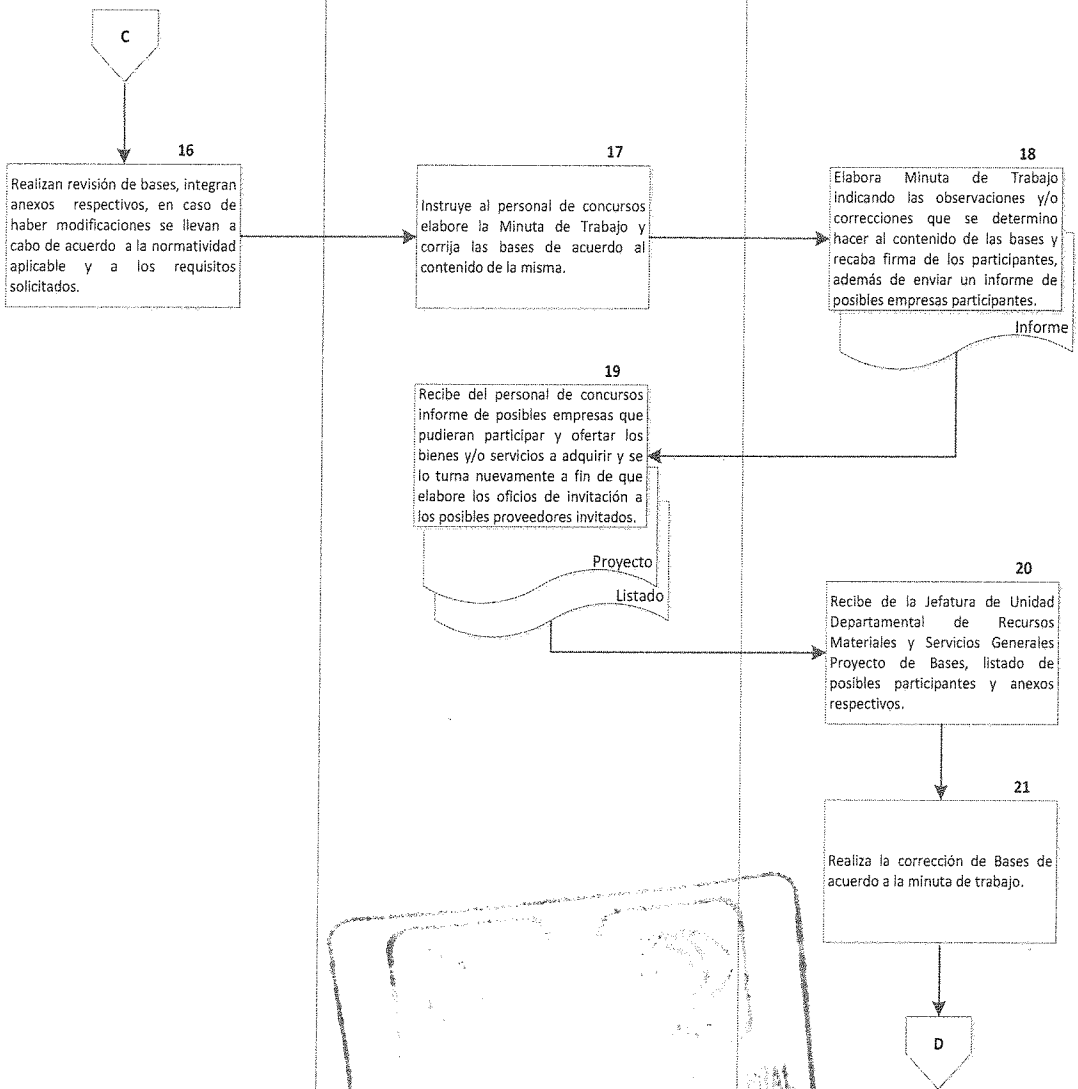 C
16
Realizan revisión de bases, integran
anexos respectivos, en caso de
haber modificaciones se llevan a
cabo de acuerdo a la normatividad
aplicable y a los requisitos
solicitados.
17
Instruye al personal de concursos
elabore la Minuta de Trabajo y
corrija las bases de acuerdo al
contenido de la misma.
18
Elabora Minuta de Trabajo
indicando las observaciones y/o
correcciones que se determino
hacer al contenido de las bases y
recaba firma de los participantes,
además de enviar un informe de
posibles empresas participantes.
Informe
19
Recibe del personal de concursos
informe de posibles empresas que
pudieran participar y ofertar los
bienes y/o servicios a adquirir y se
lo turna nuevamente a fin de que
elabore los oficios de invitación a
los posibles proveedores invitados.
Proyecto
Listado
20
Recibe de la Jefatura de Unidad
Departamental de Recursos
Materiales y Servicios Generales
Proyecto de Bases, listado de
posibles participantes y anexos
respectivos.
21
Realiza la corrección de Bases de
acuerdo a la minuta de trabajo.
D